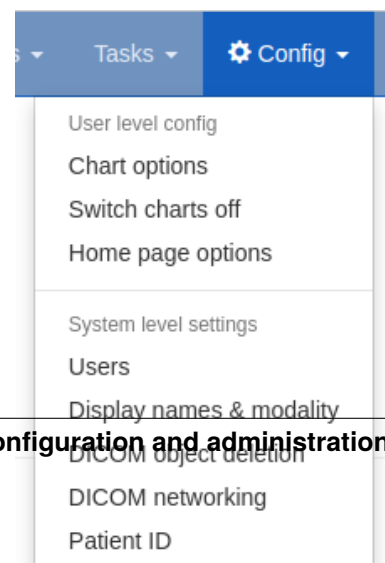 s Tasks Config
User level config
Chart options
Switch charts off
Home page options
System level settings
Users
Display names & modality
onfiguration and administration
DICOM object deletion
DICOM networking
Patient ID